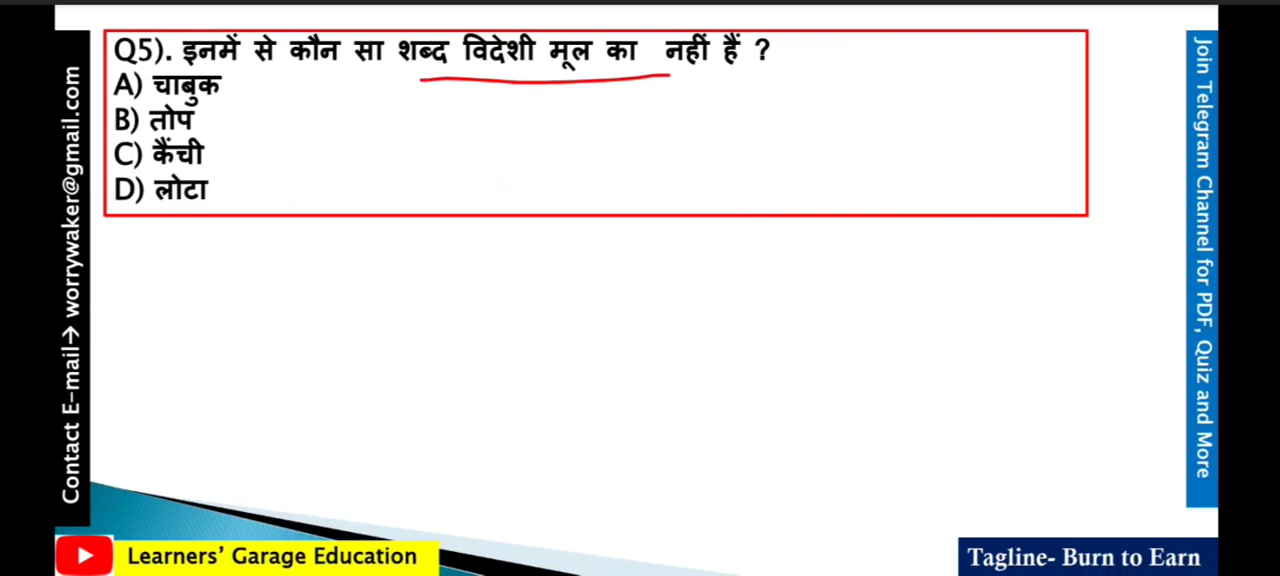 Q5). इनमें से कौन सा शब्द विदेशी मूल का नहीं हैं ?
A) चाबुक
B) तोप
C) कैंची
D) लोटा
Contact E-mail→ worrywaker@gmail.com
Join Telegram Channel for PDF, Quiz and More
Learners’ Garage Education
Tagline- Burn to Earn